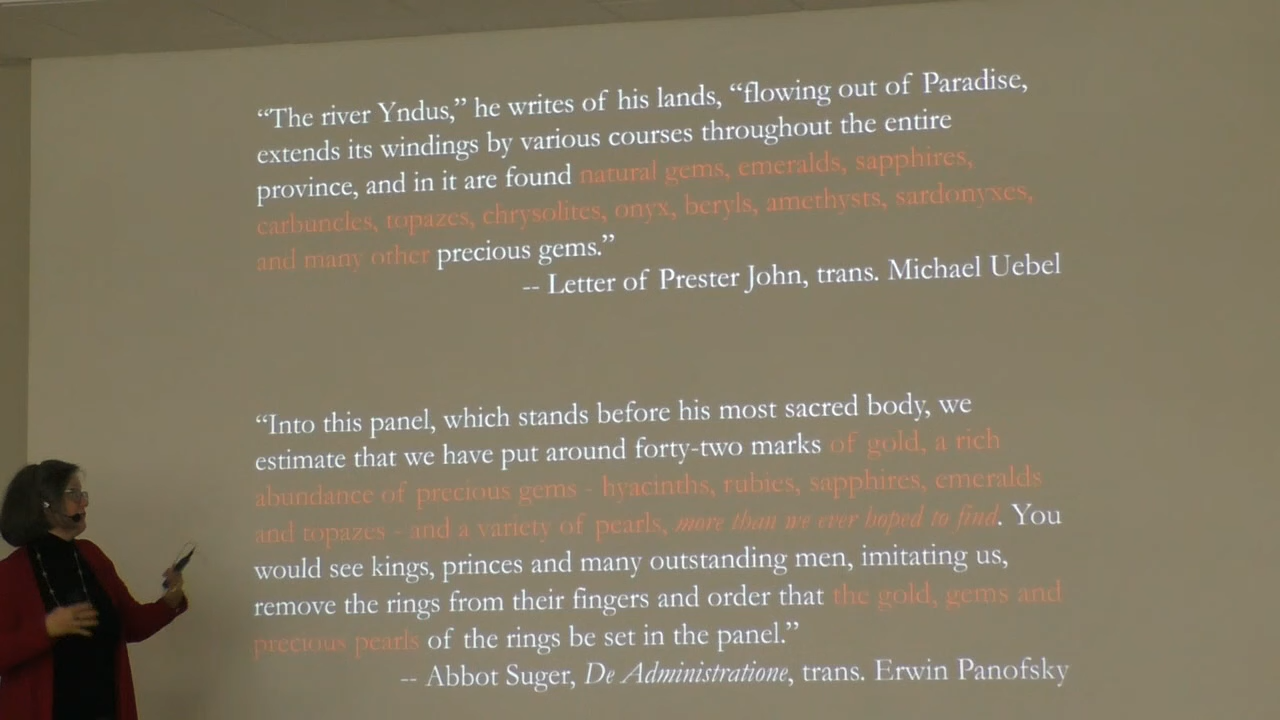 “The river Yndus,” he writes of his lands, “flowing out of Paradise,
extends its windings by various courses throughout the entire
province, and in it are found natural gems, emeralds, sapphires,
carbuncles, topazes, chrysolites, onyx, beryls, amethysts, sardonyxes,
and many other precious gems.”
-- Letter of Prester John, trans. Michael Uebel
“Into this panel, which stands before his most sacred body, we
estimate that we have put around forty-two marks of gold, a rich
abundance of precious gems - hyacinths, rubies, sapphires, emeralds
and topazes - and a variety of pearls, more than we ever hoped to find. You
would see kings, princes and many outstanding men, imitating us,
remove the rings from their fingers and order that the gold, gems and
precious pearls of the rings be set in the panel.”
-- Abbot Suger, De Administratione, trans. Erwin Panofsky